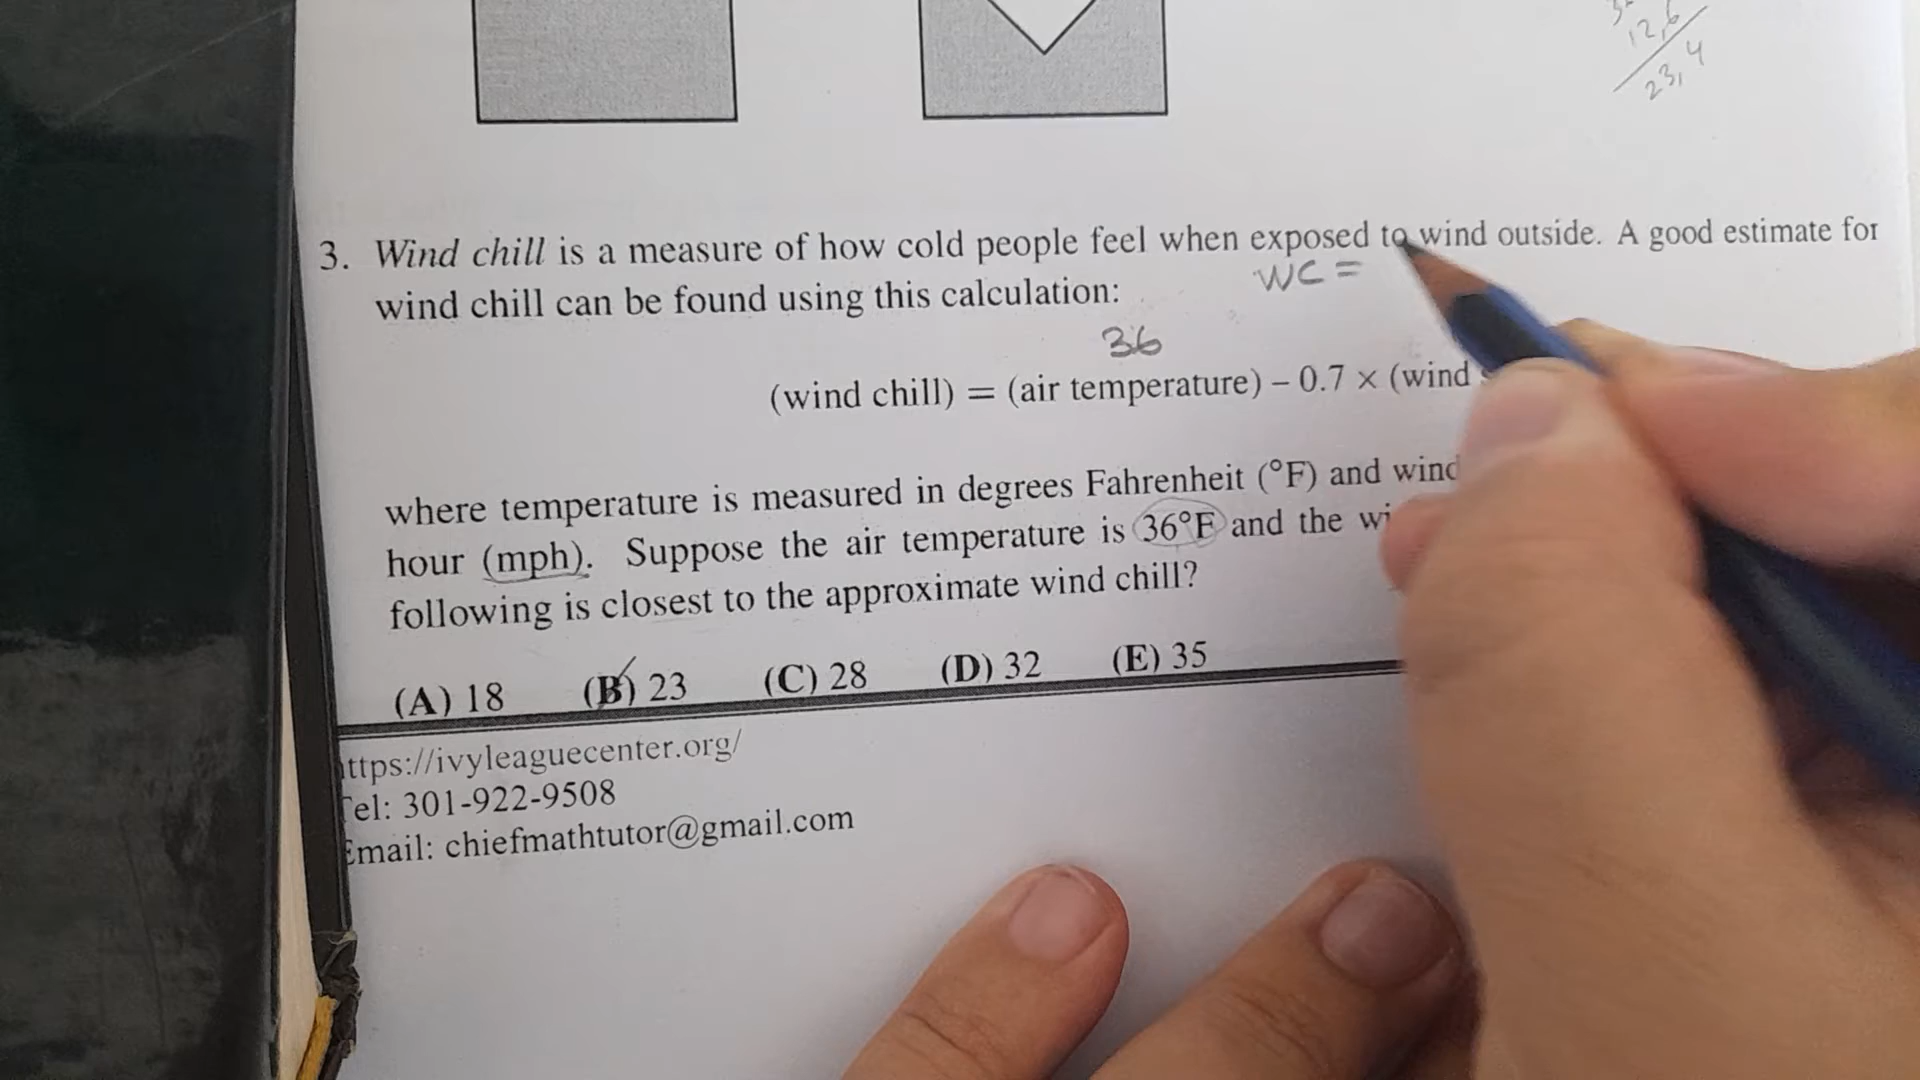 12,6
23,4
3. Wind chill is a measure of how cold people feel when exposed to wind outside. A good estimate for
WC =
wind chill can be found using this calculation:
36
(wind chill) = (air temperature) – 0.7 × (wind
where temperature is measured in degrees Fahrenheit (°F) and wind
hour (mph). Suppose the air temperature is 36°F and the wi
following is closest to the approximate wind chill?
(A) 18 (B) 23 (C) 28 (D) 32 (E) 35
ttps://ivyleaguecenter.org/
Tel: 301-922-9508
Email: chiefmathtutor@gmail.com